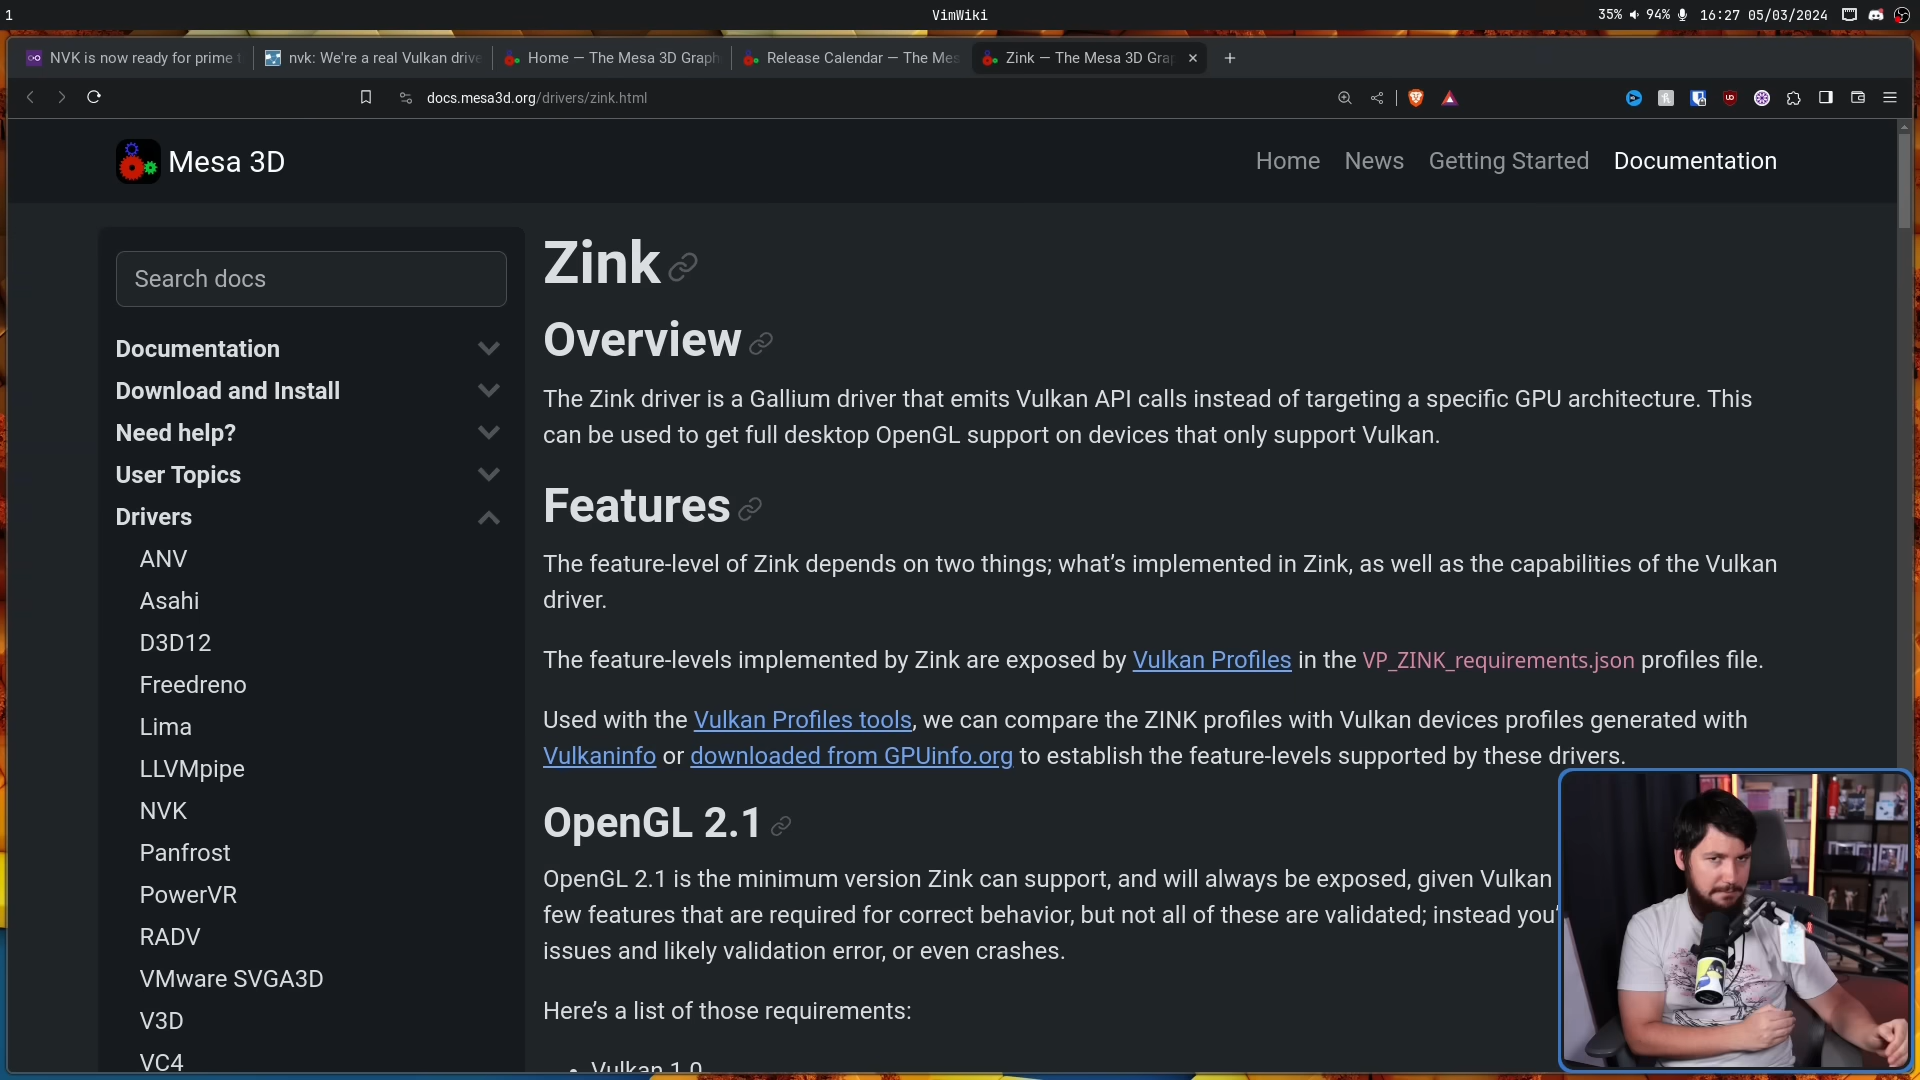 1
VimWiki
35% 94% 16:27 05/03/2024
NVK is now ready for prime t
nvk: We're a real Vulkan drive
Home — The Mesa 3D Graph
Release Calendar — The Mes
Zink — The Mesa 3D Grap
docs.mesa3d.org/drivers/zink.html
Mesa 3D
Home
News
Getting Started
Documentation
Search docs
Documentation
Download and Install
Need help?
User Topics
Drivers
ANV
Asahi
D3D12
Freedreno
Lima
LLVMpipe
NVK
Panfrost
PowerVR
RADV
VMware SVGA3D
V3D
VC4
Zink
Overview
The Zink driver is a Gallium driver that emits Vulkan API calls instead of targeting a specific GPU architecture. This
can be used to get full desktop OpenGL support on devices that only support Vulkan.
Features
The feature-level of Zink depends on two things; what’s implemented in Zink, as well as the capabilities of the Vulkan
driver.
The feature-levels implemented by Zink are exposed by Vulkan Profiles in the VP_ZINK_requirements.json profiles file.
Used with the Vulkan Profiles tools, we can compare the ZINK profiles with Vulkan devices profiles generated with
Vulkaninfo or downloaded from GPUinfo.org to establish the feature-levels supported by these drivers.
OpenGL 2.1
OpenGL 2.1 is the minimum version Zink can support, and will always be exposed, given Vulkan
few features that are required for correct behavior, but not all of these are validated; instead you’
issues and likely validation error, or even crashes.
Here’s a list of those requirements:
• Vulkan 1.0